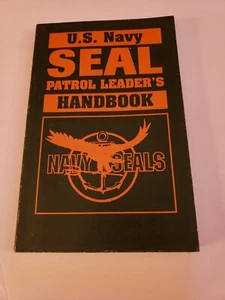 U.S. Navy
SEAL
PATROL LEADER'S
HANDBOOK
NAVY SEALS